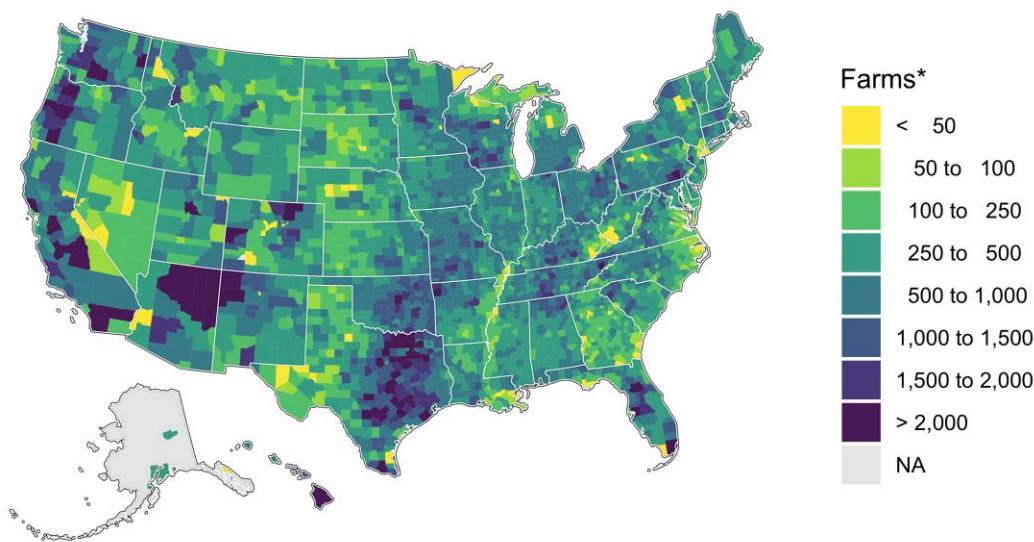 Farms*
< 50
50 to 100
100 to 250
250 to 500
500 to 1,000
1,000 to 1,500
1,500 to 2,000
> 2,000
NA